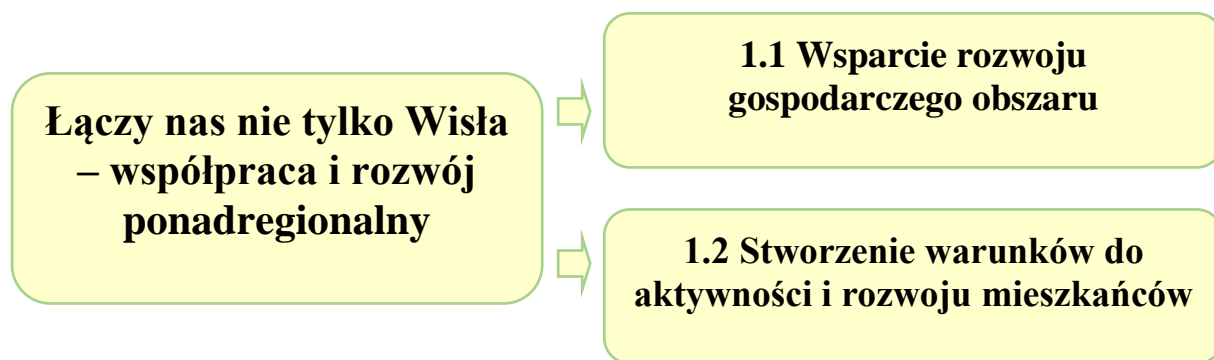 Łączy nas nie tylko Wisła
– współpraca i rozwój
ponadregionalny
1.1 Wsparcie rozwoju
gospodarczego obszaru
1.2 Stworzenie warunków do
aktywności i rozwoju mieszkańców